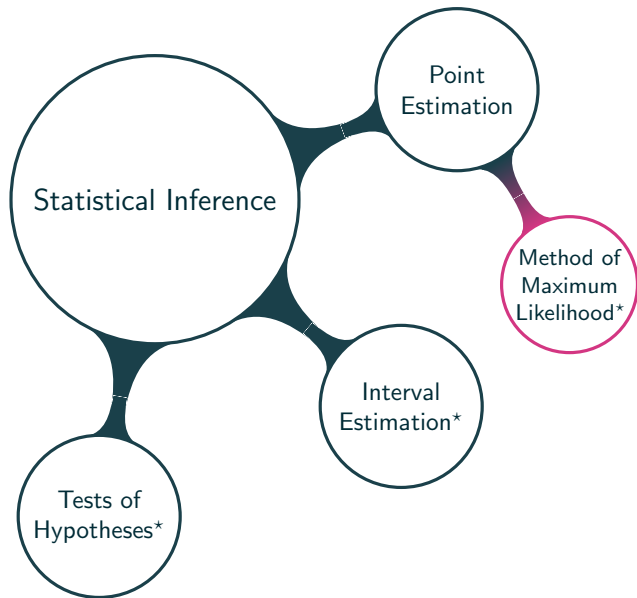 Point
Estimation
Statistical Inference
Method of
Maximum
Likelihood⋆
Interval
Estimation⋆
Tests of
Hypotheses⋆